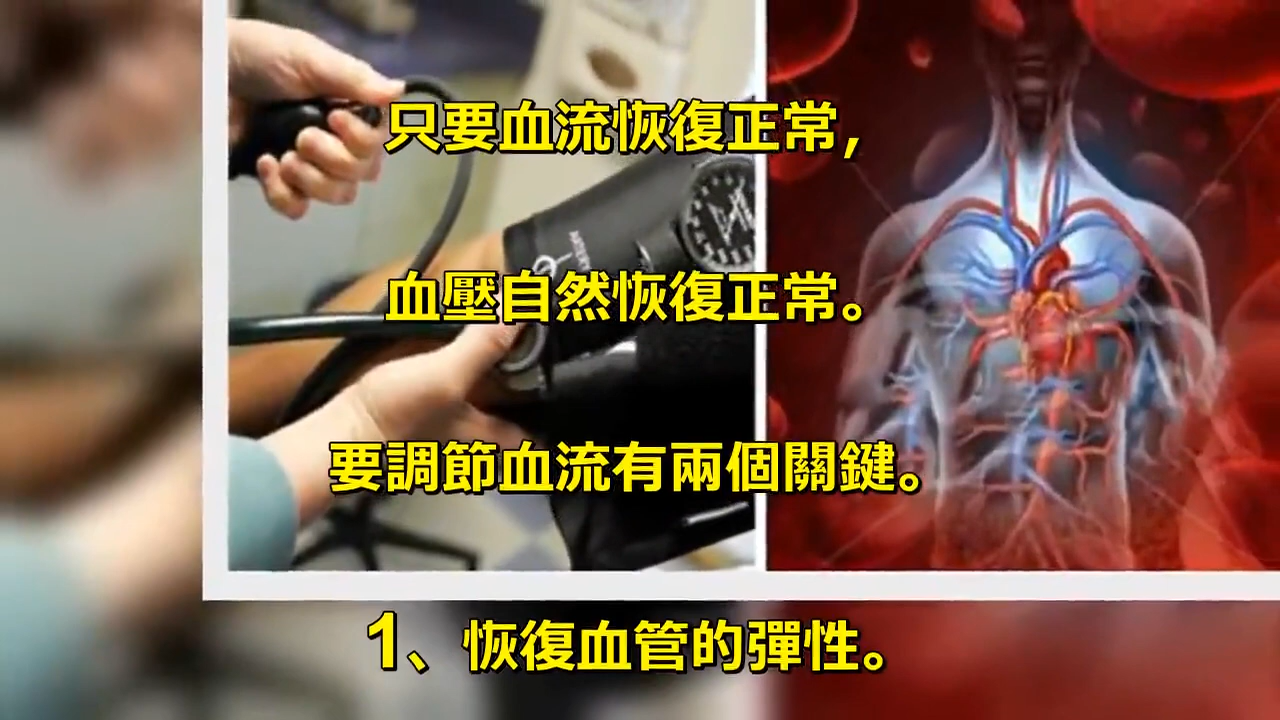 只要血流恢復正常，
血壓自然恢復正常。
要調節血流有兩個關鍵。
1、恢復血管的彈性。